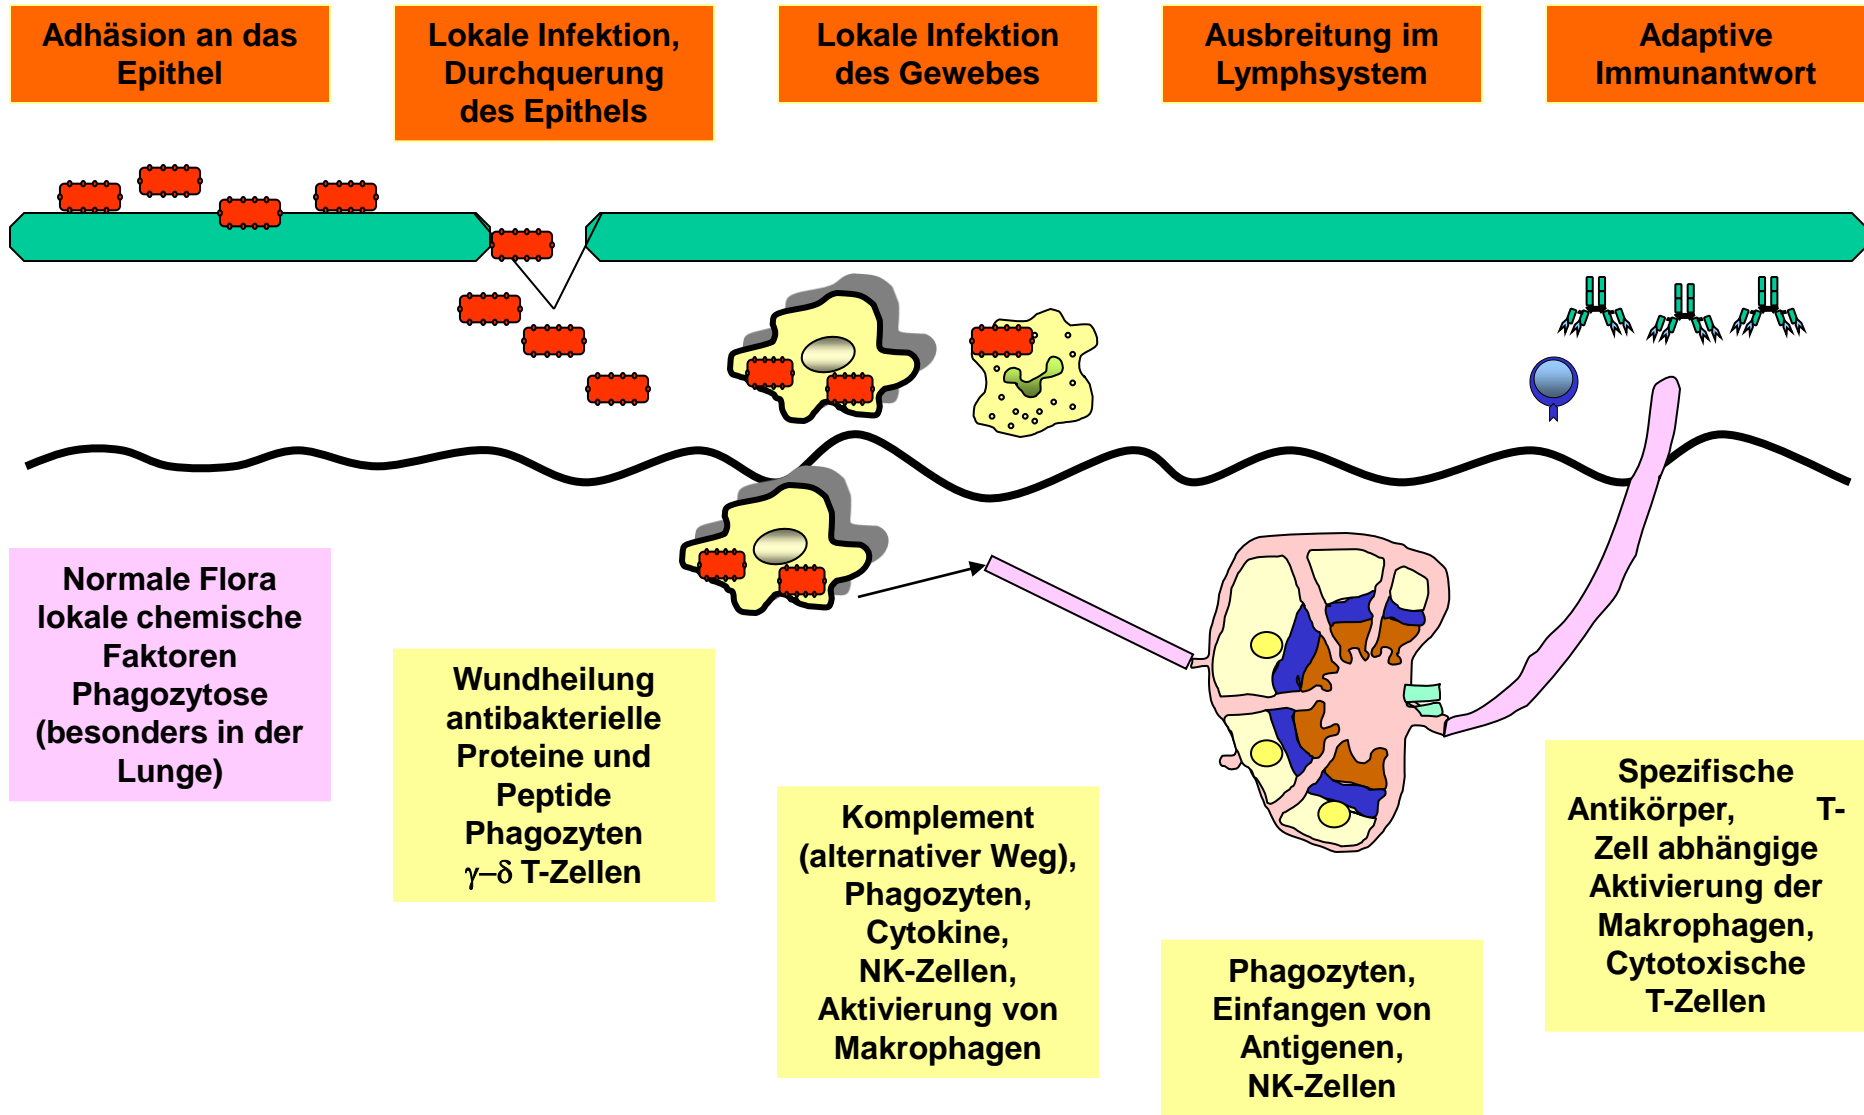 Adhäsion an das
Epithel
Lokale Infektion,
Durchquerung
des Epithels
Lokale Infektion
des Gewebes
Ausbreitung im
Lymphsystem
Adaptive
Immunantwort
Normale Flora
lokale chemische
Faktoren
Phagozytose
(besonders in der
Lunge)
Wundheilung
antibakterielle
Proteine und
Peptide
Phagozyten
γ–δ T-Zellen
Komplement
(alternativer Weg),
Phagozyten,
Cytokine,
NK-Zellen,
Aktivierung von
Makrophagen
Phagozyten,
Einfangen von
Antigenen,
NK-Zellen
Spezifische
Antikörper, T-
Zell abhängige
Aktivierung der
Makrophagen,
Cytotoxische
T-Zellen